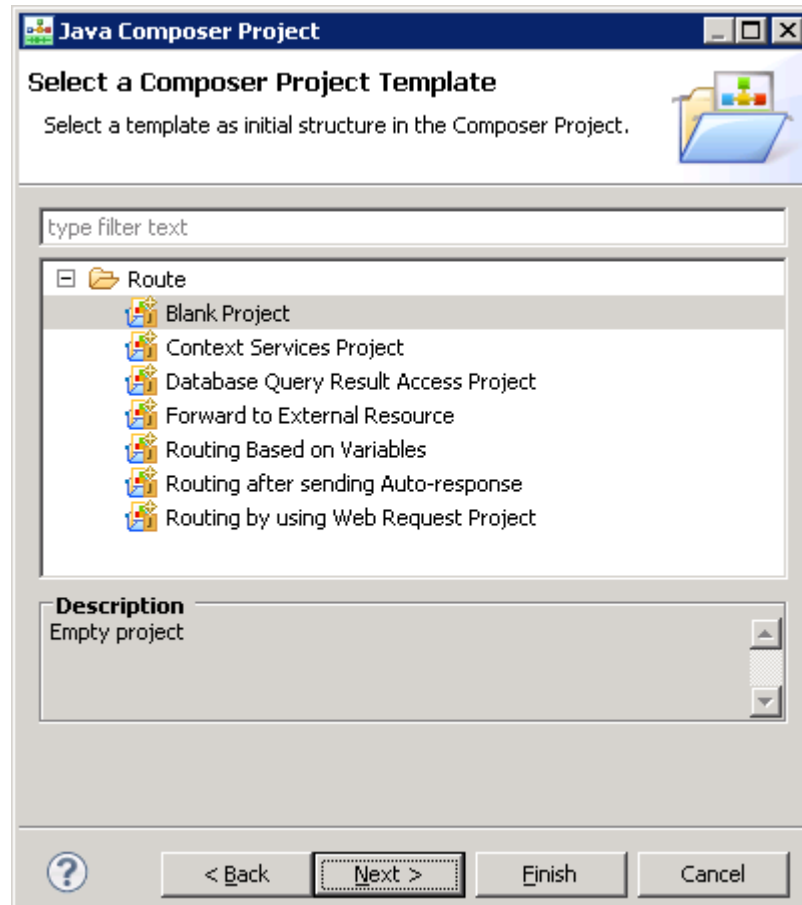 Java Composer Project
Select a Composer Project Template
Select a template as initial structure in the Composer Project.
type filter text
Route
Blank Project
Context Services Project
Database Query Result Access Project
Forward to External Resource
Routing Based on Variables
Routing after sending Auto-response
Routing by using Web Request Project
Description
Empty project
? < Back Next > Finish Cancel